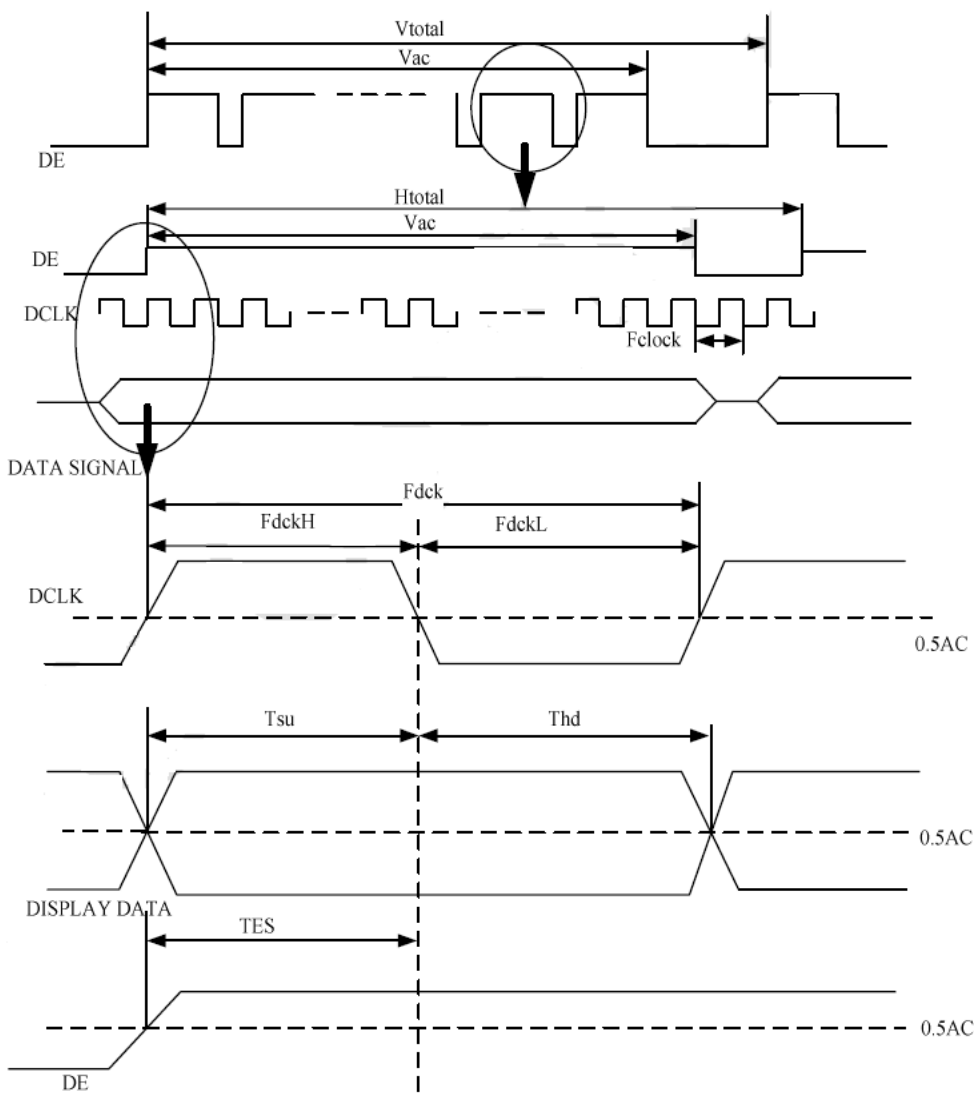 Vtotal
Vac
DE
Htotal
Vac
DE
DCLK
Fclock
DATA SIGNAL
Fdck
FdckH
FdckL
DCLK
0.5AC
Tsu
Thd
0.5AC
DISPLAY DATA
TES
0.5AC
DE